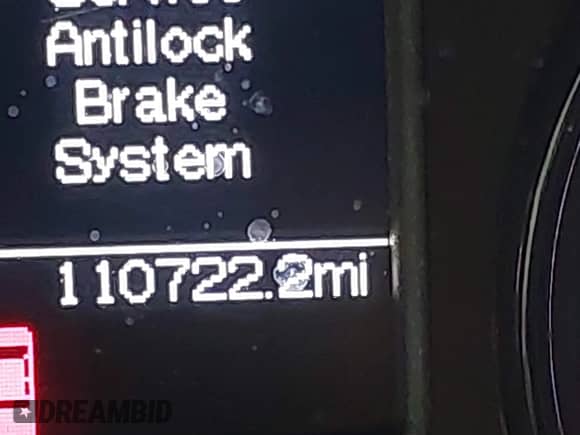 Antilock
Brake
System
110722.2mi
DREAMBID